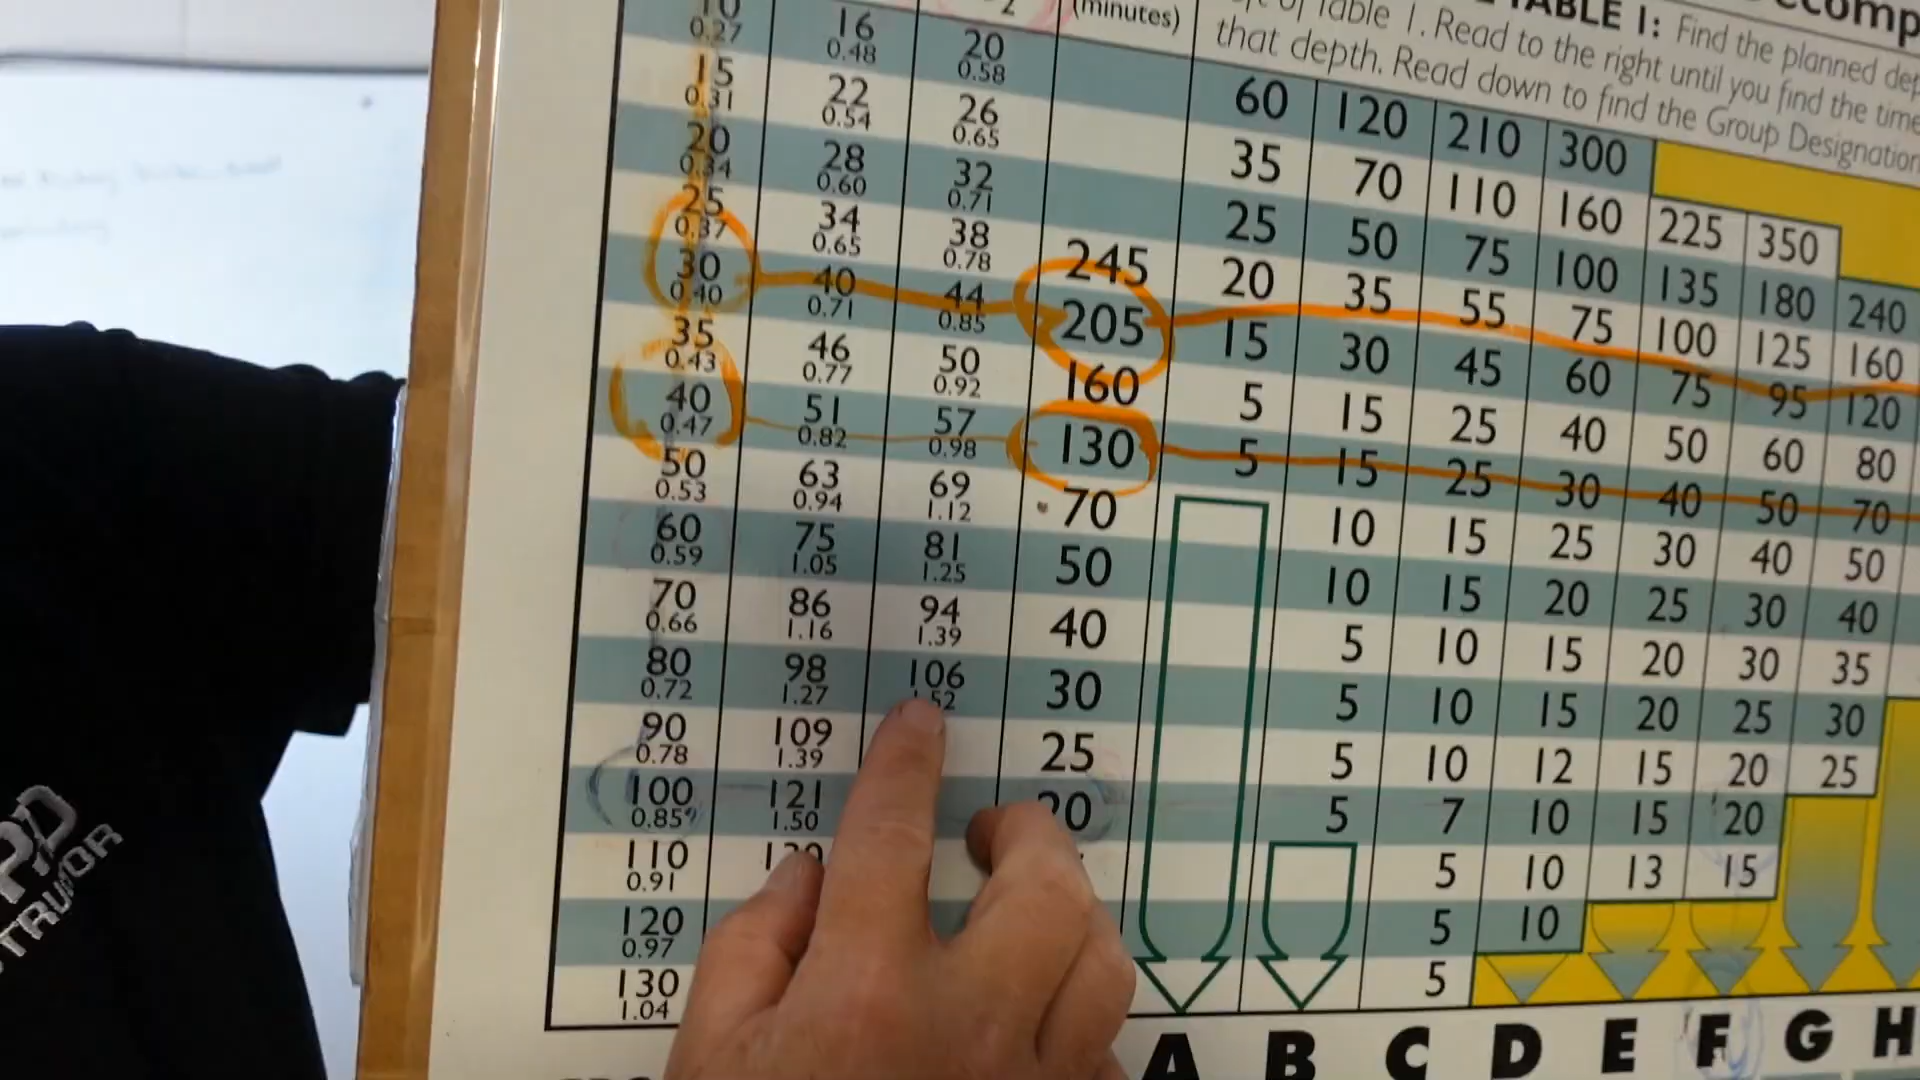 TABLE 1: Find the planned
(minutes) Table 1. Read to the right until you find the time
that depth. Read down to find the Group Designation
10 16 20
0.27 0.48 0.58 60 120 210 300
15 22 26
0.31 0.54 0.65 35 70 110 160 225 350
20 28 32
0.34 0.60 0.71 25 50 75 100 135 180 240
25 34 38 245 20 35 55 75 100 125 160
0.37 0.65 0.78
30 40 44 205 15 30 45 60 75 95 120
0.40 0.71 0.85
35 46 50 160 5 15 25 40 50 60 80
0.43 0.77 0.92
40 51 57 130 5 15 25 30 40 50 70
0.47 0.82 0.98
50 63 69 70 10 15 25 30 40 50
0.53 0.94 1.12
60 75 81 50 10 15 20 25 30 40
0.59 1.05 1.25
70 86 94 40 5 10 15 20 30 35
0.66 1.16 1.39
80 98 106 30 5 10 15 20 25 30
0.72 1.27
90 109 25 5 10 12 15 20 25
0.78 1.39
100 121 20 5 7 10 15 20
0.85 1.50
110 5 10 13 15
0.91
120 5 10
0.97
130 5
1.04
A B C D E F G H